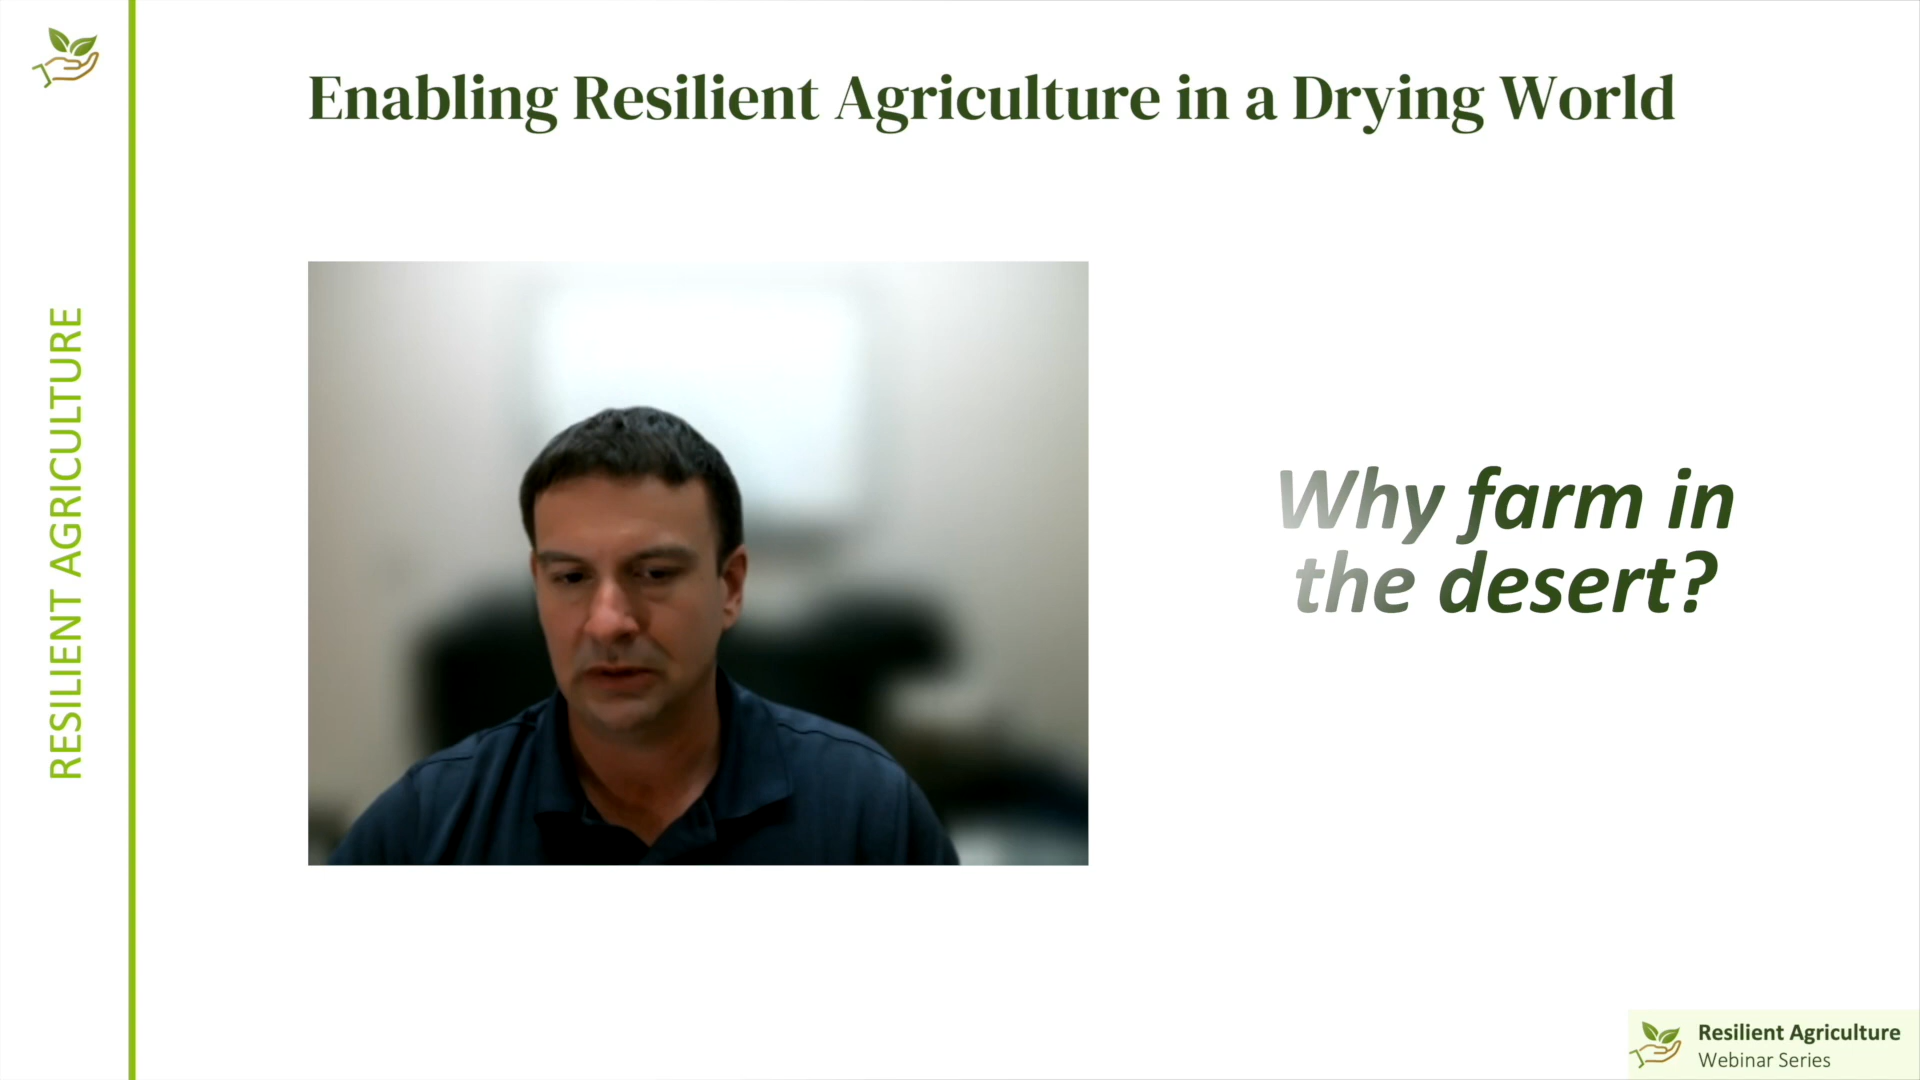 Enabling Resilient Agriculture in a Drying World
RESILIENT AGRICULTURE
Why farm in
the desert?
Resilient Agriculture
Webinar Series